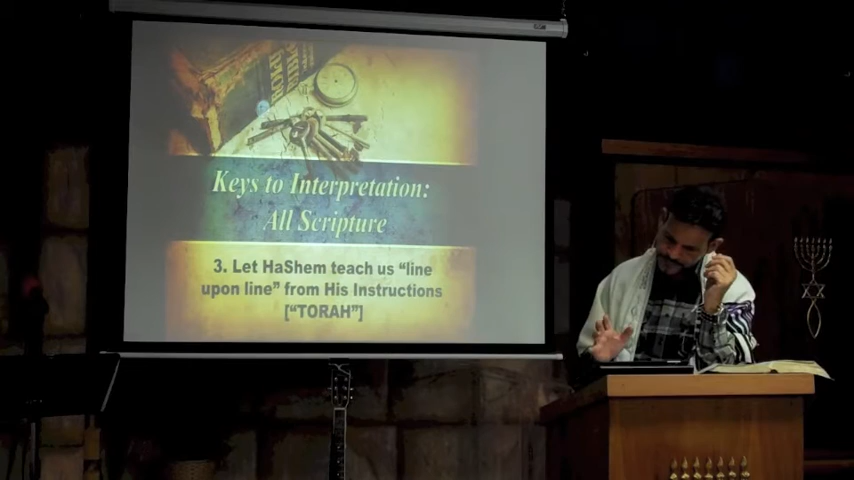 Keys to Interpretation:
All Scripture
3. Let HaShem teach us “line
upon line” from His Instructions
[“TORAH”]